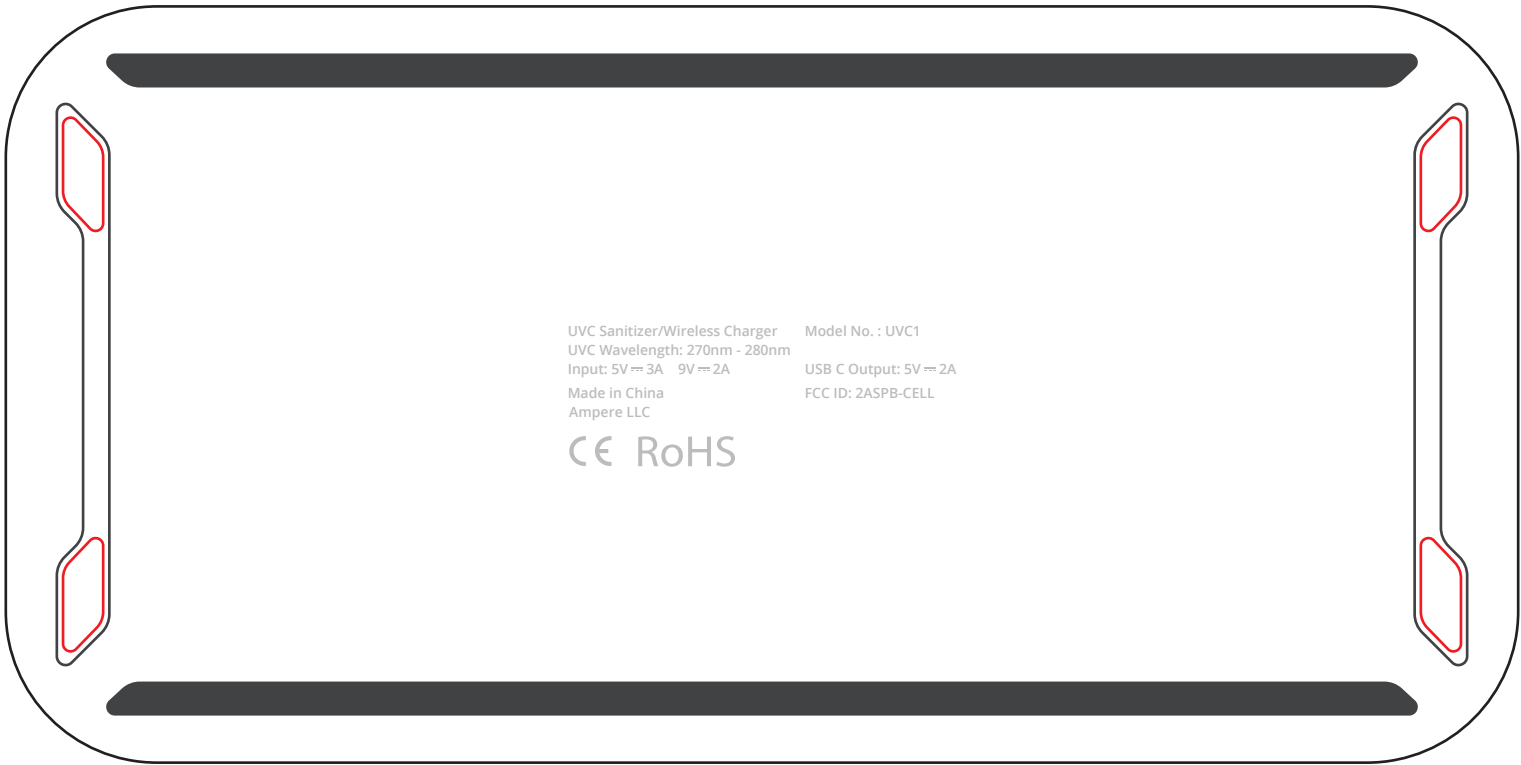 UVC Sanitizer/Wireless Charger Model No. : UVC1
UVC Wavelength: 270nm - 280nm
Input: 5V ⎓ 3A 9V ⎓ 2A USB C Output: 5V ⎓ 2A
Made in China FCC ID: 2ASPB-CELL
Ampere LLC
CE RoHS